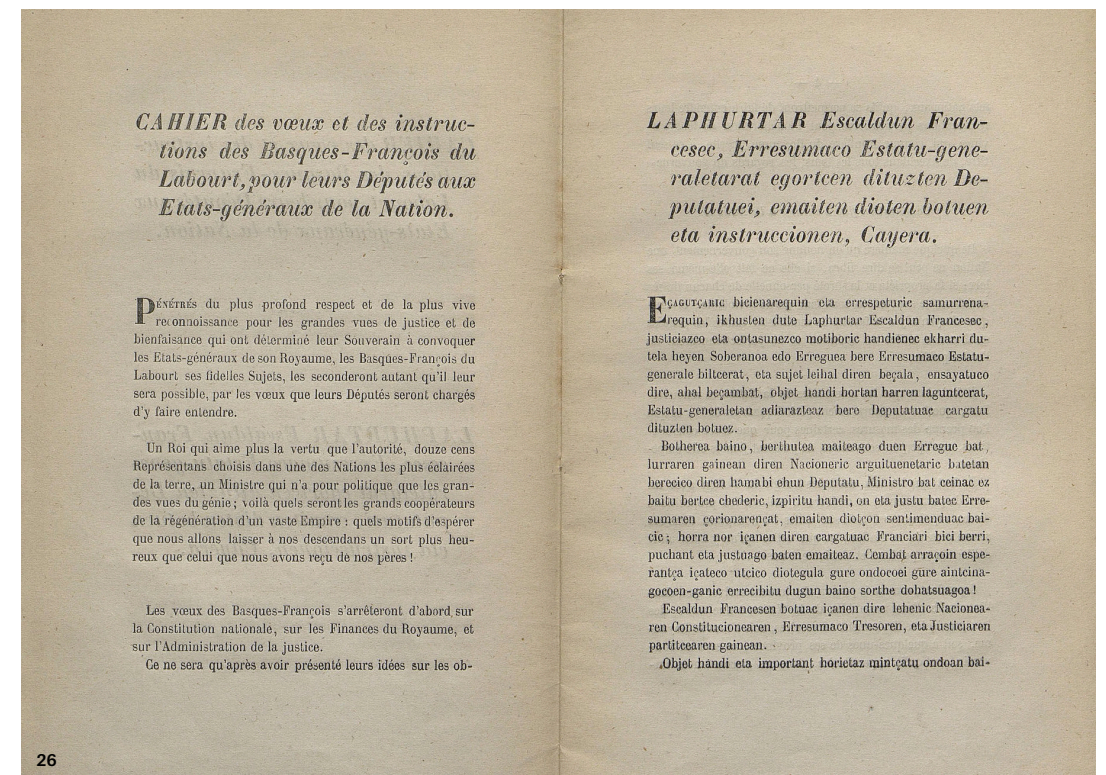 CAHIER des vœux et des instruc-
tions des Basques-François du
Labourt, pour leurs Députés aux
Etats-généraux de la Nation.
PÉNÉTRÉS du plus profond respect et de la plus vive
reconnoissance pour les grandes vues de justice et de
bienfaisance qui ont déterminé leur Souverain à convoquer
les Etats-généraux de son Royaume, les Basques-François du
Labourt ses fidelles Sujets, les seconderont autant qu'il leur
sera possible, par les vœux que leurs Députés seront chargés
d'y faire entendre.
Un Roi qui aime plus la vertu que l'autorité, douze cens
Représentans choisis dans une des Nations les plus éclairées
de la terre, un Ministre qui n'a pour politique que les gran-
des vues du génie; voilà quels seront les grands coopérateurs
de la régénération d'un vaste Empire : quels motifs d'espérer
que nous allons laisser à nos descendans un sort plus heu-
reux que celui que nous avons reçu de nos pères !
Les vœux des Basques-François s'arrêteront d'abord sur
la Constitution nationale, sur les Finances du Royaume, et
sur l'Administration de la justice.
Ce ne sera qu'après avoir présenté leurs idées sur les ob-
26
LAPHURTAR Escaldun Fran-
cesec, Erresumaco Estatu-gene-
raletarat egortcen dituzten De-
putatuei, emaiten dioten botuen
eta instruccionen, Cayera.
EÇAGUTÇARIC bicienarequin eta errespeturic samurrena-
requin, ikhusten dute Laphurtar Escaldun Francesec,
justiciazco eta ontasunezco motiboric handienec ekharri du-
tela heyen Soberanoa edo Erreguea bere Erresumaco Estatu-
generale biltcerat, eta sujet leihal diren beçala, ensayatuco
dire, ahal beçambat, objet handi hortan harren laguntcerat,
Estatu-generaletan adiarazteaz bere Deputatuac cargatu
dituzten botuez.
Botherea baino, berthutea maiteago duen Erregue bat,
lurraren gainean diren Nacioneric arguituenetaric batetan
berecico diren hamabi ehun Deputatu, Ministro bat ceinac ez
baitu bertce chederic, izpiritu handi, on eta justu batec Erre-
sumaren çorionarençat, emaiten diotçon sentimenduac bai-
cic; horra nor içanen diren cargatuac Franciari bici berri,
puchant eta justuago baten emaiteaz. Cembat arraçoin espe-
rantça içateco utcico diotegula gure ondocoei gure aintcina-
gocoen-ganic errecibitu dugun baino sorthe dohatsuagoa!
Escaldun Francesen botuac içanen dire lehenic Nacionea-
ren Constitucionearen, Erresumaco Tresoren, eta Justiciaren
partitcearen gainean.
Objet handi eta important horietaz mintçatu ondoan bai-